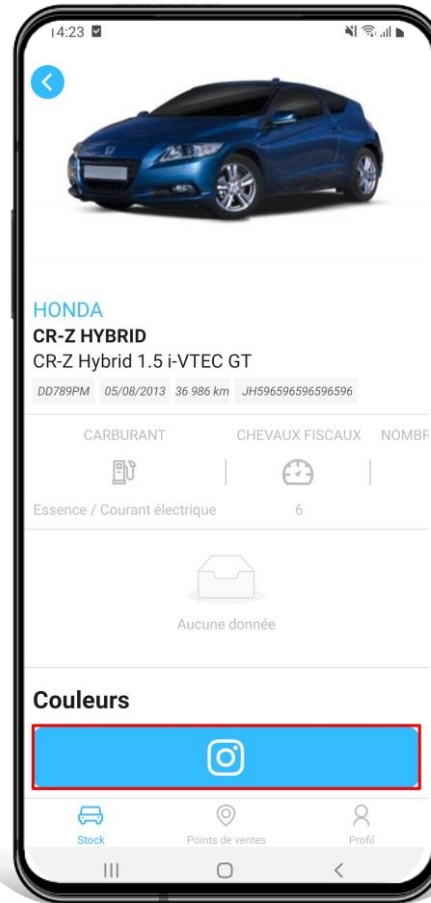 14:23
HONDA
CR-Z HYBRID
CR-Z Hybrid 1.5 i-VTEC GT
DD789PM 05/08/2013 36 986 km JH596596596596596
CARBURANT CHEVAUX FISCAUX NOMBR
Essence / Courant électrique 6
Aucune donnée
Couleurs
Stock Points de ventes Profil